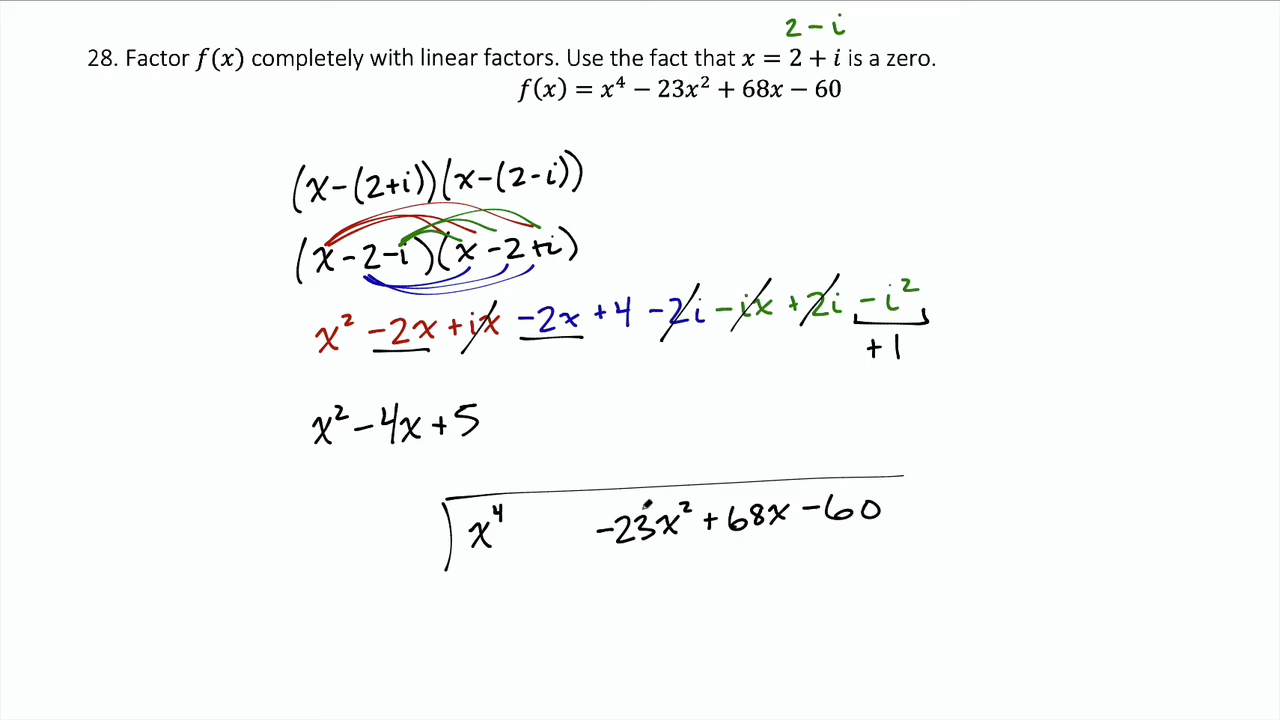 2 - i
28. Factor f(x) completely with linear factors. Use the fact that x = 2 + i is a zero.
f(x) = x⁴ − 23x² + 68x − 60
(x-(2+i))(x-(2-i))
(x-2-i)(x-2+i)
x² -2x +ix -2x +4 -2i -ix +2i -i²
+1
x² -4x +5
x⁴ -23x² +68x -60